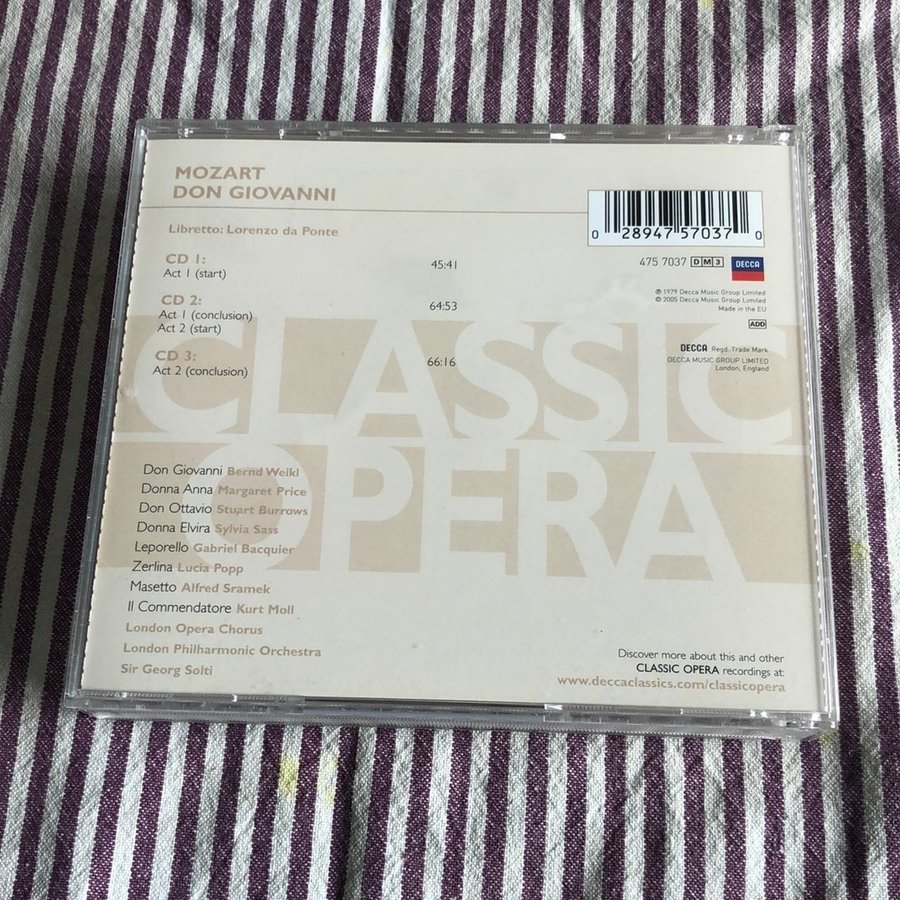 MOZART
DON GIOVANNI
Libretto: Lorenzo da Ponte
CD 1:
Act 1 (start) 45:41
CD 2:
Act 1 (conclusion) 64:53
Act 2 (start)
CD 3:
Act 2 (conclusion) 66:16
0 28947 57037 0
475 7037 DM3 DECCA
℗ 1979 Decca Music Group Limited
© 2005 Decca Music Group Limited
Made in the EU
ADD
DECCA Regd. Trade Mark
DECCA MUSIC GROUP LIMITED
London, England
CLASSIC
OPERA
Don Giovanni Bernd Weikl
Donna Anna Margaret Price
Don Ottavio Stuart Burrows
Donna Elvira Sylvia Sass
Leporello Gabriel Bacquier
Zerlina Lucia Popp
Masetto Alfred Sramek
Il Commendatore Kurt Moll
London Opera Chorus
London Philharmonic Orchestra
Sir Georg Solti
Discover more about this and other
CLASSIC OPERA recordings at:
www.deccaclassics.com/classicopera